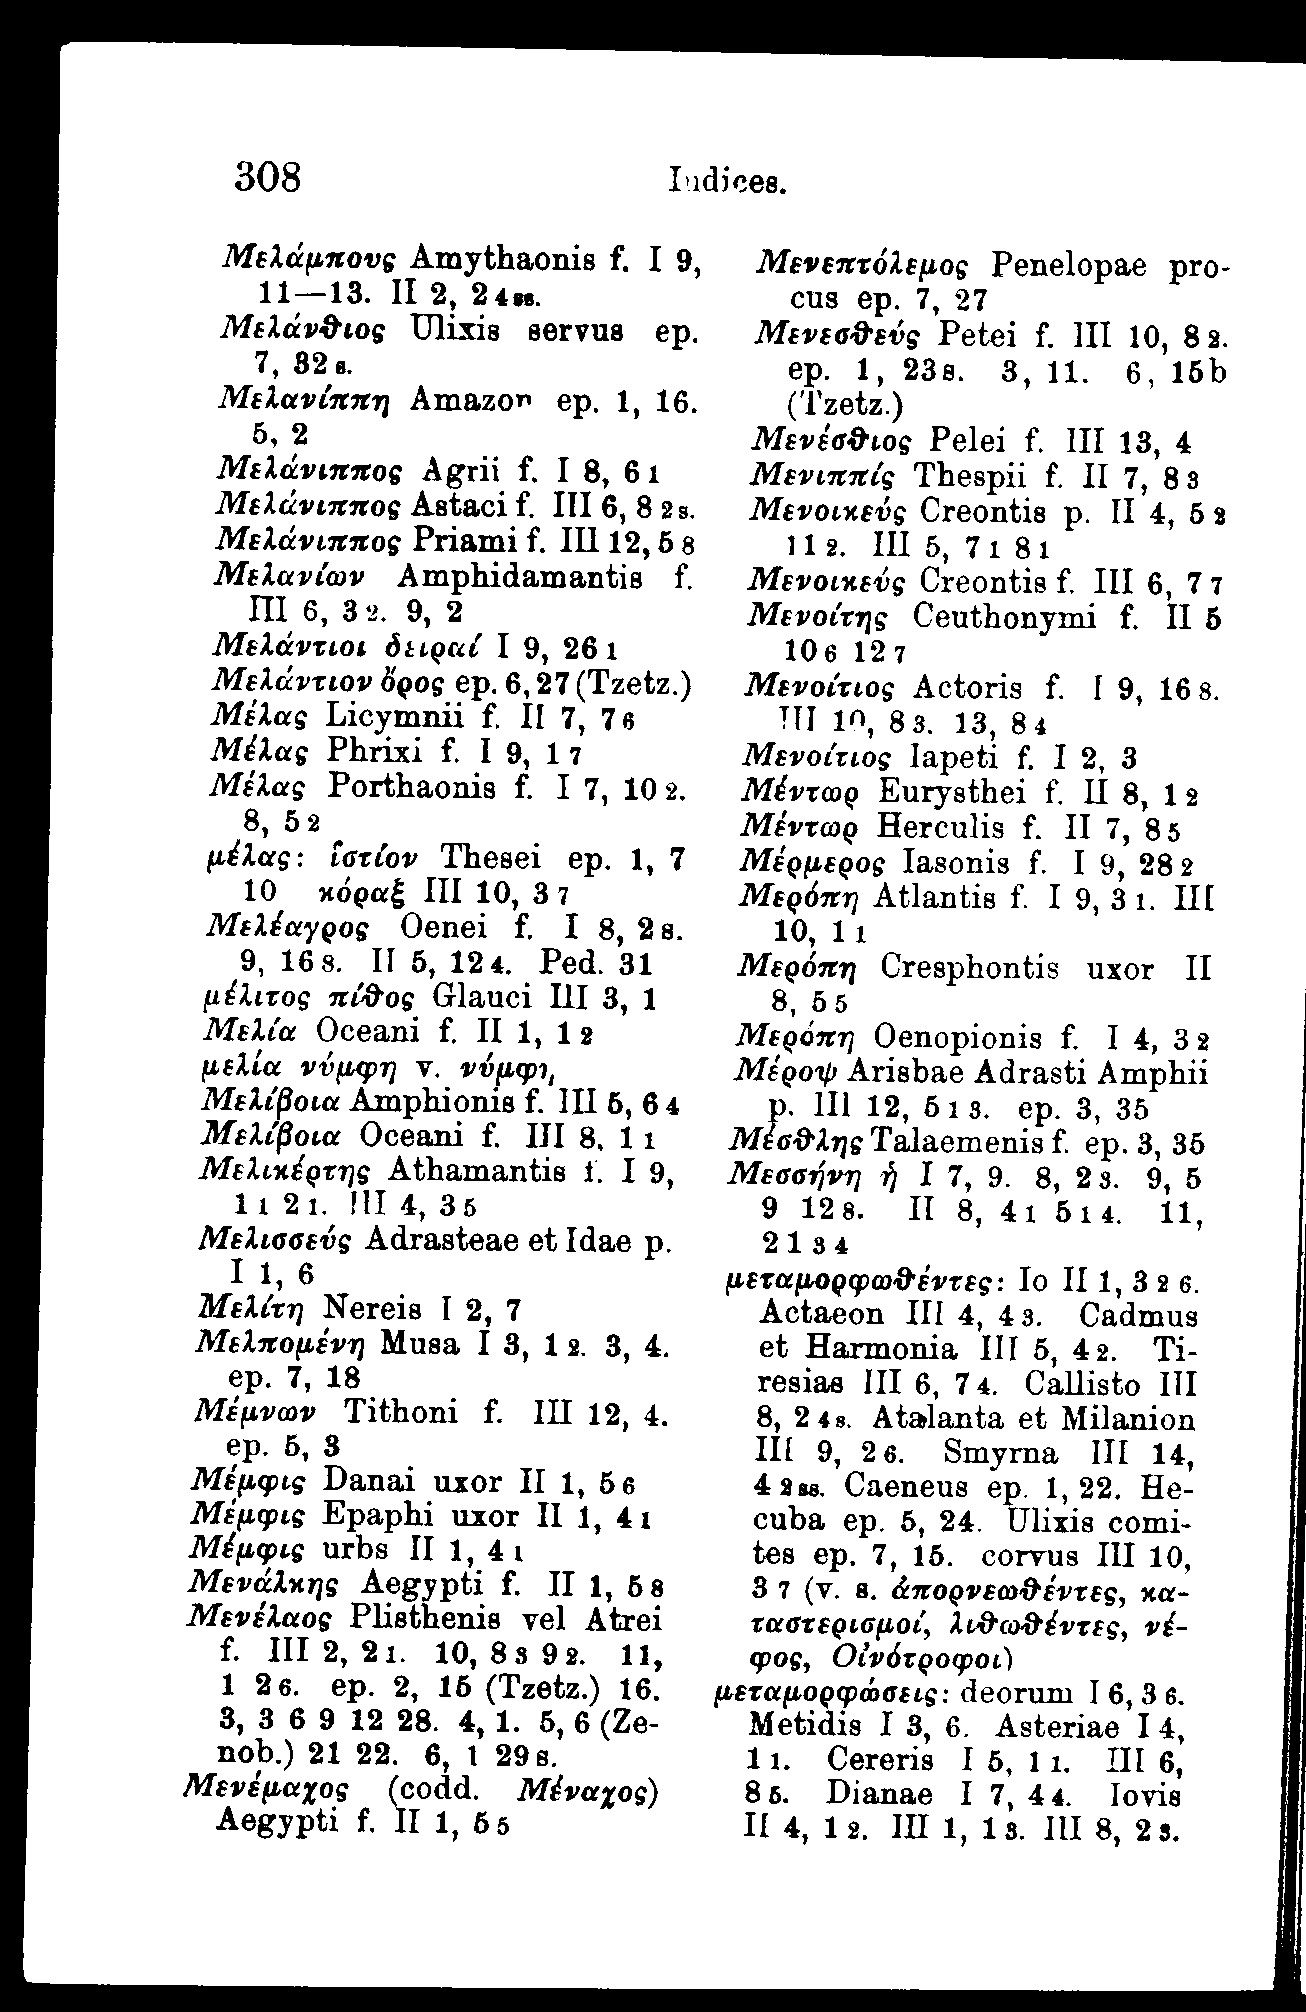 308
Indices.
Μελάμπους Amythaonis f. I 9,
11—13. II 2, 2 4 ss.
Μελάνθιος Ulixis servus ep.
7, 32 s.
Μελανίππη Amazon ep. 1, 16.
5, 2
Μελάνιππος Agrii f. I 8, 6 1
Μελάνιππος Astaci f. III 6, 8 2 s.
Μελάνιππος Priami f. III 12, 5 8
Μελανίων Amphidamantis f.
III 6, 3 2. 9, 2
Μελάντιοι δειραί I 9, 26 1
Μελάντιον ὄρος ep. 6, 27 (Tzetz.)
Μέλας Licymnii f. II 7, 7 6
Μέλας Phrixi f. I 9, 1 7
Μέλας Porthaonis f. I 7, 10 2.
8, 5 2
μέλας: ἱστίον Thesei ep. 1, 7
10 κόραξ III 10, 3 7
Μελέαγρος Oenei f. I 8, 2 s.
9, 16 8. II 5, 12 4. Ped. 31
μέλιτος πίθος Glauci III 3, 1
Μελία Oceani f. II 1, 1 2
μελία νύμφη v. νύμφη
Μελίβοια Amphionis f. III 5, 6 4
Μελίβοια Oceani f. III 8, 1 1
Μελικέρτης Athamantis f. I 9,
1 1 2 1. III 4, 3 5
Μελισσεύς Adrasteae et Idae p.
I 1, 6
Μελίτη Nereis I 2, 7
Μελπομένη Musa I 3, 1 2. 3, 4.
ep. 7, 18
Μέμνων Tithoni f. III 12, 4.
ep. 5, 3
Μέμφις Danai uxor II 1, 5 6
Μέμφις Epaphi uxor II 1, 4 1
Μέμφις urbs II 1, 4 1
Μενάλκης Aegypti f. II 1, 5 8
Μενέλαος Plisthenis vel Atrei
f. III 2, 2 1. 10, 8 3 9 2. 11,
1 2 6. ep. 2, 15 (Tzetz.) 16.
3, 3 6 9 12 28. 4, 1. 5, 6 (Ze-
nob.) 21 22. 6, 1 29 s.
Μενέμαχος (codd. Μέναχος)
Aegypti f. II 1, 5 5
Μενεπτόλεμος Penelopae pro-
cus ep. 7, 27
Μενεσθεύς Petei f. III 10, 8 2.
ep. 1, 23 s. 3, 11. 6, 15 b
(Tzetz.)
Μενέσθιος Pelei f. III 13, 4
Μενιππίς Thespii f. II 7, 8 3
Μενοικεύς Creontis p. II 4, 5 2
11 2. III 5, 7 1 8 1
Μενοικεύς Creontis f. III 6, 7 7
Μενοίτης Ceuthonymi f. II 5
10 6 12 7
Μενοίτιος Actoris f. I 9, 16 8.
III 10, 8 3. 13, 8 4
Μενοίτιος Iapeti f. I 2, 3
Μέντωρ Eurysthei f. II 8, 1 2
Μέντωρ Herculis f. II 7, 8 5
Μέρμερος Iasonis f. I 9, 28 2
Μερόπη Atlantis f. I 9, 3 1. III
10, 1 1
Μερόπη Cresphontis uxor II
8, 5 5
Μερόπη Oenopionis f. I 4, 3 2
Μέροψ Arisbae Adrasti Amphii
p. III 12, 5 1 3. ep. 3, 35
Μέσθλης Talaemenis f. ep. 3, 35
Μεσσήνη ἡ I 7, 9. 8, 2 3. 9, 5
9 12 8. II 8, 4 1 5 1 4. 11,
2 1 3 4
μεταμορφωθέντες: Io II 1, 3 2 6.
Actaeon III 4, 4 3. Cadmus
et Harmonia III 5, 4 2. Ti-
resias III 6, 7 4. Callisto III
8, 2 4 s. Atalanta et Milanion
III 9, 2 6. Smyrna III 14,
4 2 ss. Caeneus ep. 1, 22. He-
cuba ep. 5, 24. Ulixis comi-
tes ep. 7, 15. corvus III 10,
3 7 (v. s. ἀπορνεωθέντες, κα-
ταστερισμοί, λιθωθέντες, νέ-
φος, Οἰνότροφοι)
μεταμορφώσεις: deorum I 6, 3 6.
Metidis I 3, 6. Asteriae I 4,
1 1. Cereris I 5, 1 1. III 6,
8 5. Dianae I 7, 4 4. Iovis
II 4, 1 2. III 1, 1 3. III 8, 2 3.